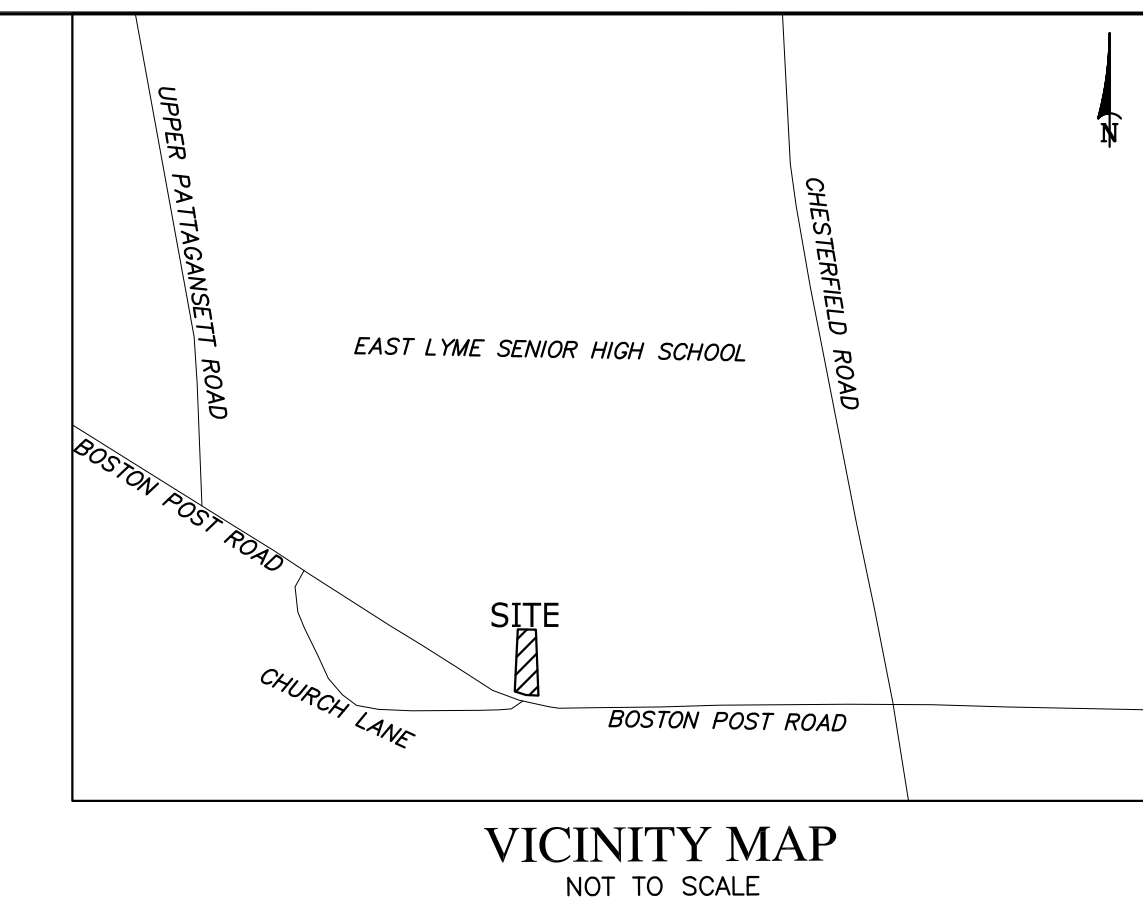 N
UPPER PATTAGANSETT ROAD
CHESTERFIELD ROAD
EAST LYME SENIOR HIGH SCHOOL
BOSTON POST ROAD
SITE
CHURCH LANE
BOSTON POST ROAD
VICINITY MAP
NOT TO SCALE